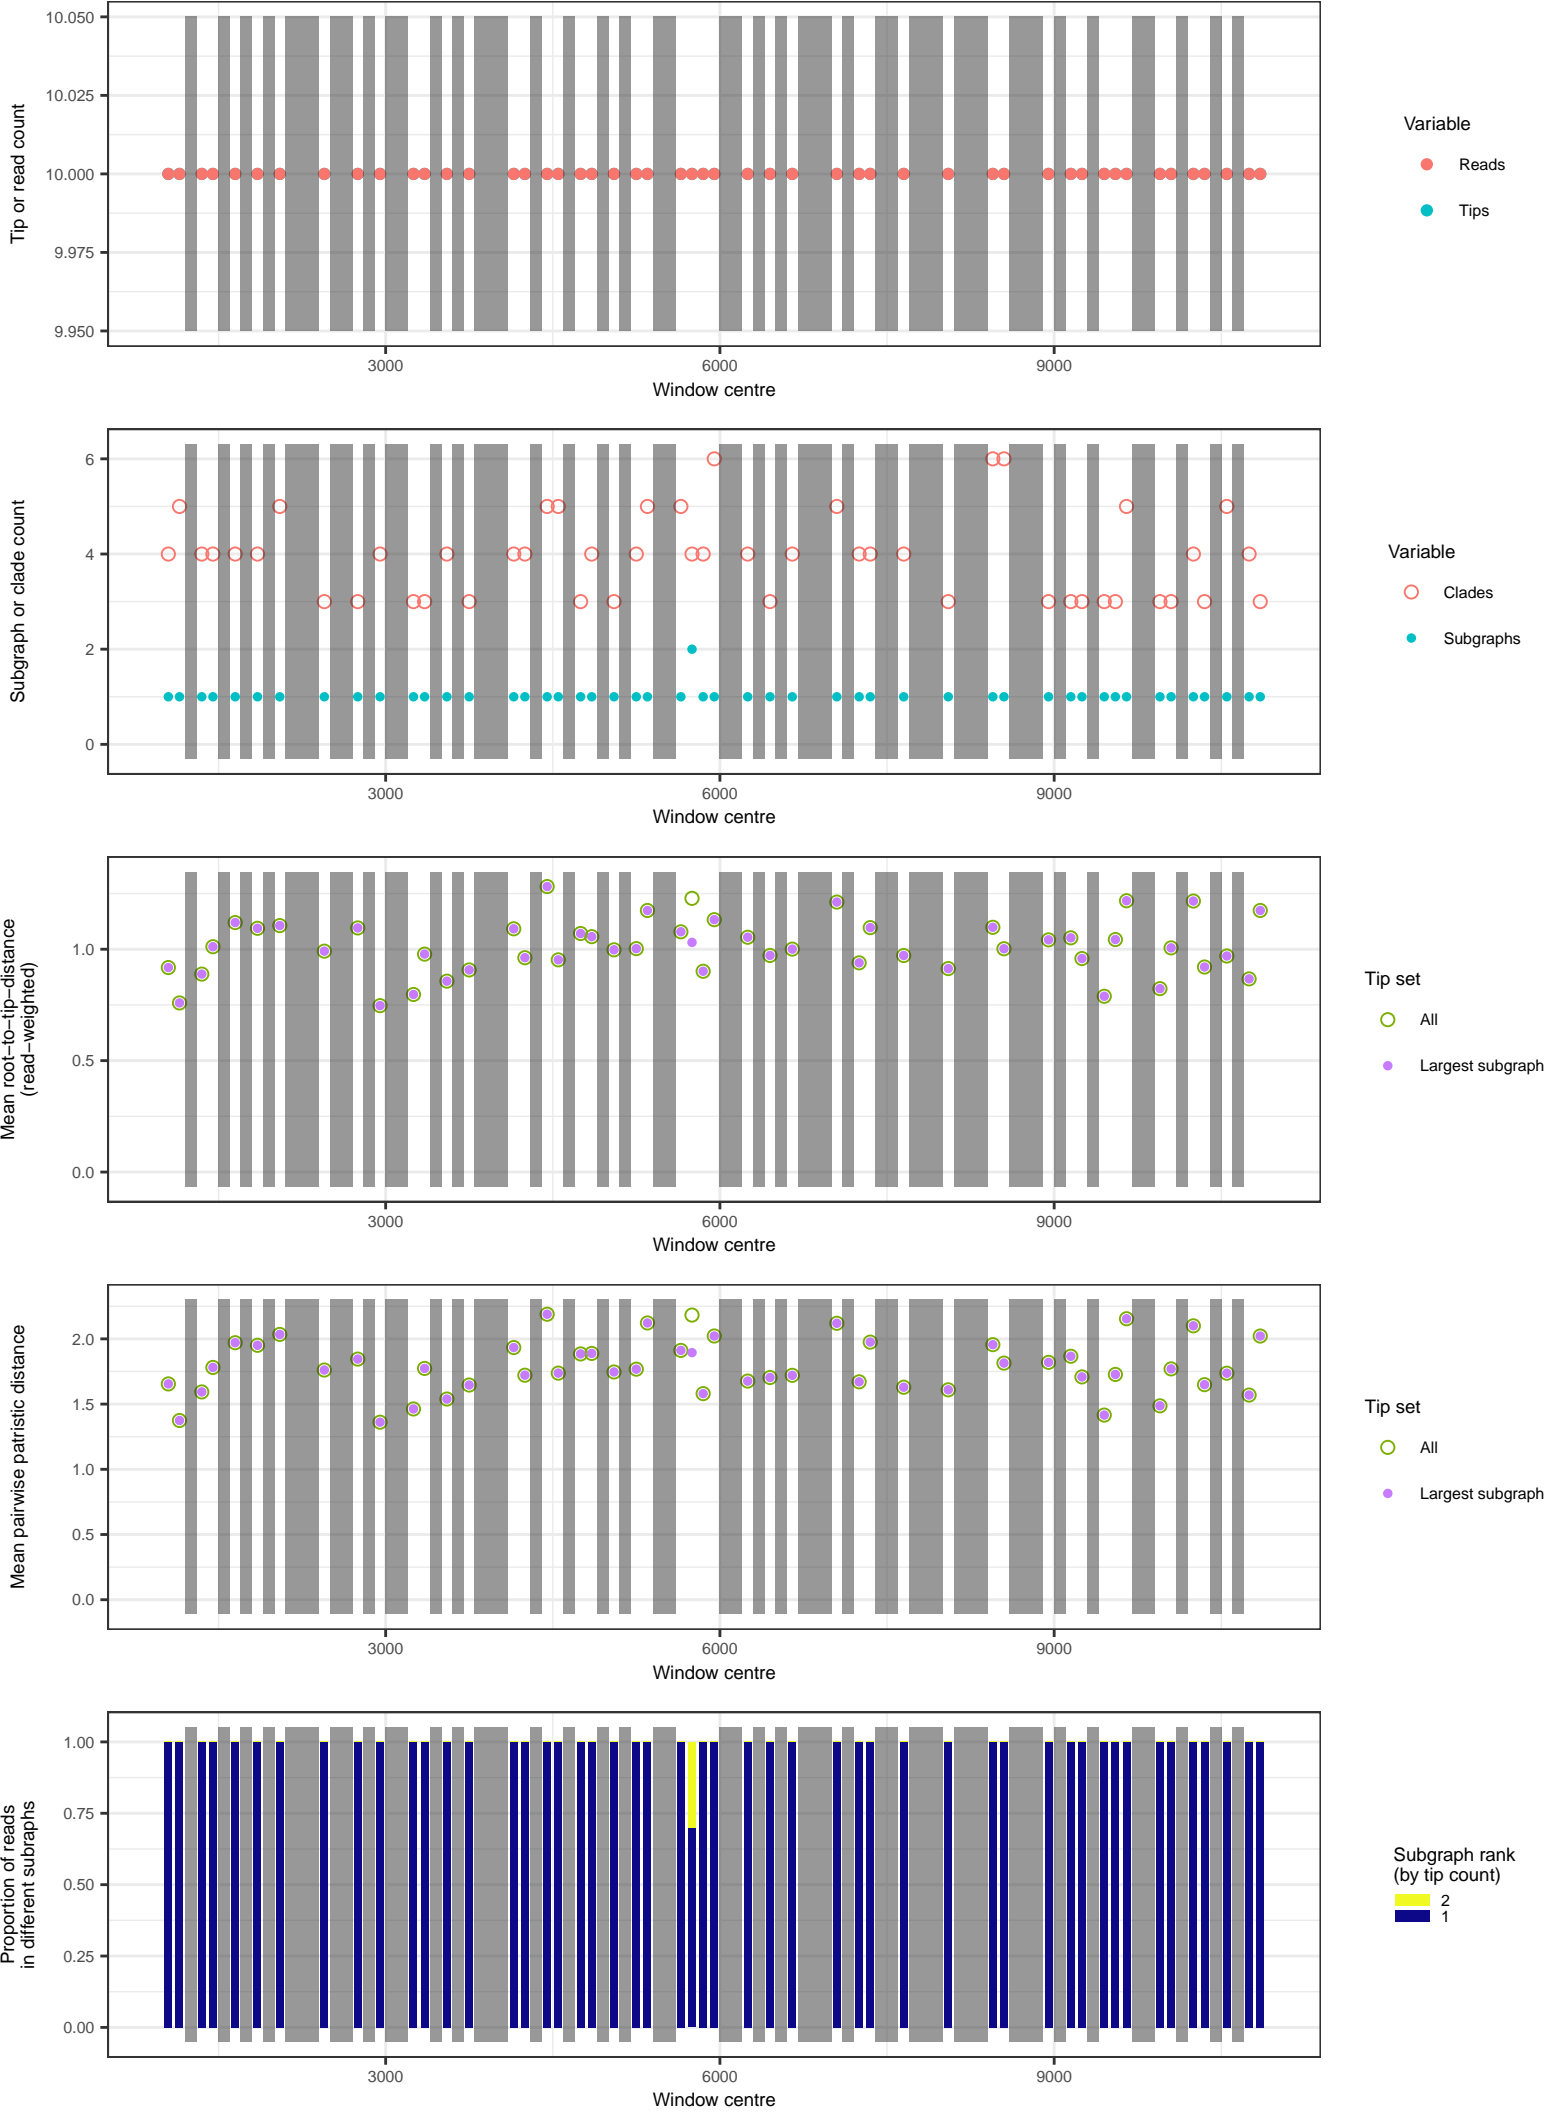 10.050
10.025
10.000
9.975
9.950
Tip or read count
3000
6000
9000
Window centre
Variable
Reads
Tips
6
4
2
0
Subgraph or clade count
3000
6000
9000
Window centre
Variable
Clades
Subgraphs
1.0
0.5
0.0
Mean root−to−tip−distance
(read−weighted)
3000
6000
9000
Window centre
Tip set
All
Largest subgraph
2.0
1.5
1.0
0.5
0.0
Mean pairwise patristic distance
3000
6000
9000
Window centre
Tip set
All
Largest subgraph
1.00
0.75
0.50
0.25
0.00
Proportion of reads
in different subraphs
3000
6000
9000
Window centre
Subgraph rank
(by tip count)
2
1